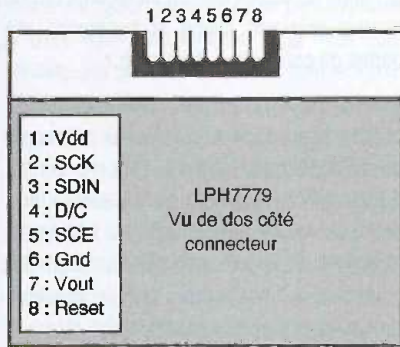 12345678
1 : Vdd
2 : SCK
3 : SDIN
4 : D/C
5 : SCE
6 : Gnd
7 : Vout
8 : Reset
LPH7779
Vu de dos côté
connecteur